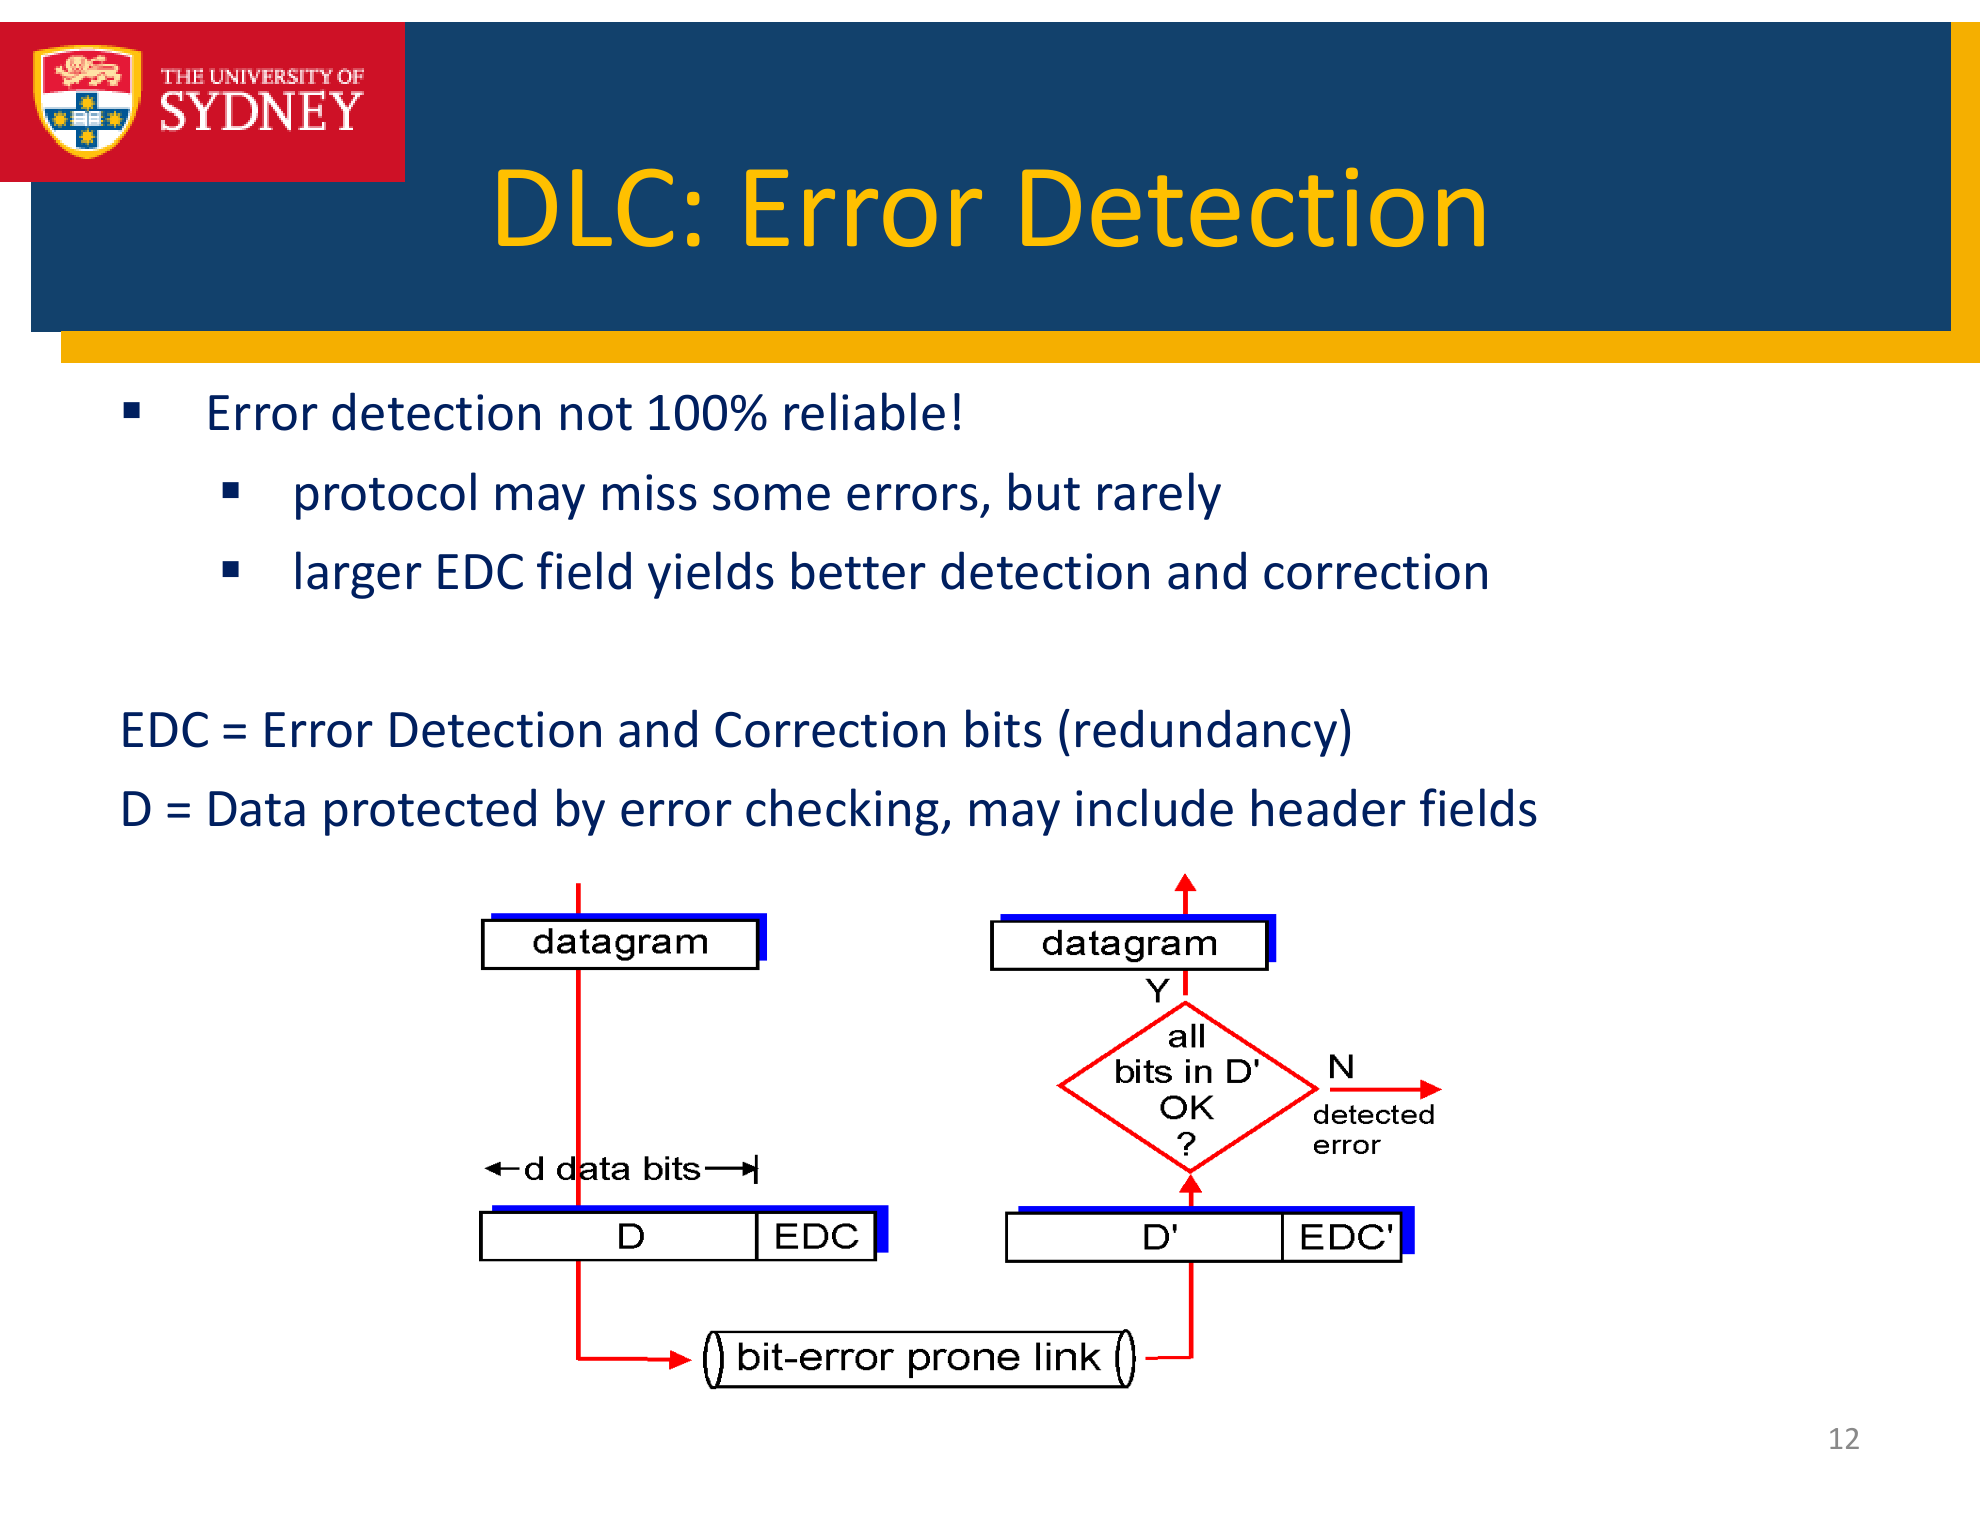 THE UNIVERSITY OF
SYDNEY
DLC: Error Detection
▪ Error detection not 100% reliable!
▪ protocol may miss some errors, but rarely
▪ larger EDC field yields better detection and correction
EDC = Error Detection and Correction bits (redundancy)
D = Data protected by error checking, may include header fields
datagram
datagram
Y
all
bits in D'
OK
?
N
detected
error
d data bits
D EDC
D' EDC'
bit-error prone link
12